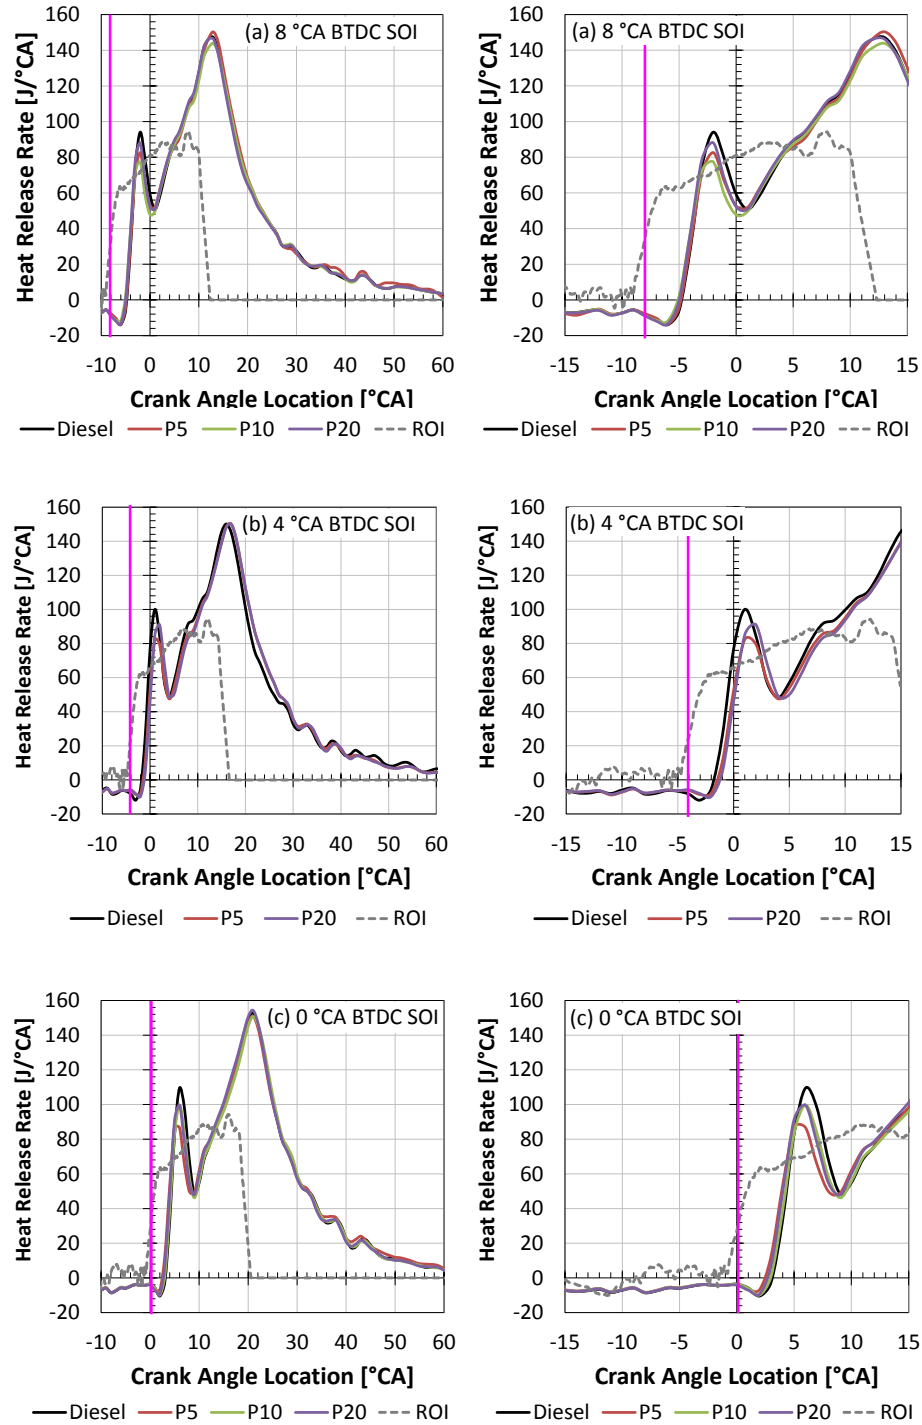 (a) 8 °CA BTDC SOI
Heat Release Rate [J/°CA]
160
140
120
100
80
60
40
20
0
-20
-10 0 10 20 30 40 50 60
Crank Angle Location [°CA]
Diesel P5 P10 P20 ROI
(a) 8 °CA BTDC SOI
Heat Release Rate [J/°CA]
160
140
120
100
80
60
40
20
0
-20
-15 -10 -5 0 5 10 15
Crank Angle Location [°CA]
Diesel P5 P10 P20 ROI
(b) 4 °CA BTDC SOI
Heat Release Rate [J/°CA]
160
140
120
100
80
60
40
20
0
-20
-10 0 10 20 30 40 50 60
Crank Angle Location [°CA]
Diesel P5 P20 ROI
(b) 4 °CA BTDC SOI
Heat Release Rate [J/°CA]
160
140
120
100
80
60
40
20
0
-20
-15 -10 -5 0 5 10 15
Crank Angle Location [°CA]
Diesel P5 P20 ROI
(c) 0 °CA BTDC SOI
Heat Release Rate [J/°CA]
160
140
120
100
80
60
40
20
0
-20
-10 0 10 20 30 40 50 60
Crank Angle Location [°CA]
Diesel P5 P10 P20 ROI
(c) 0 °CA BTDC SOI
Heat Release Rate [J/°CA]
160
140
120
100
80
60
40
20
0
-20
-15 -10 -5 0 5 10 15
Crank Angle Location [°CA]
Diesel P5 P10 P20 ROI